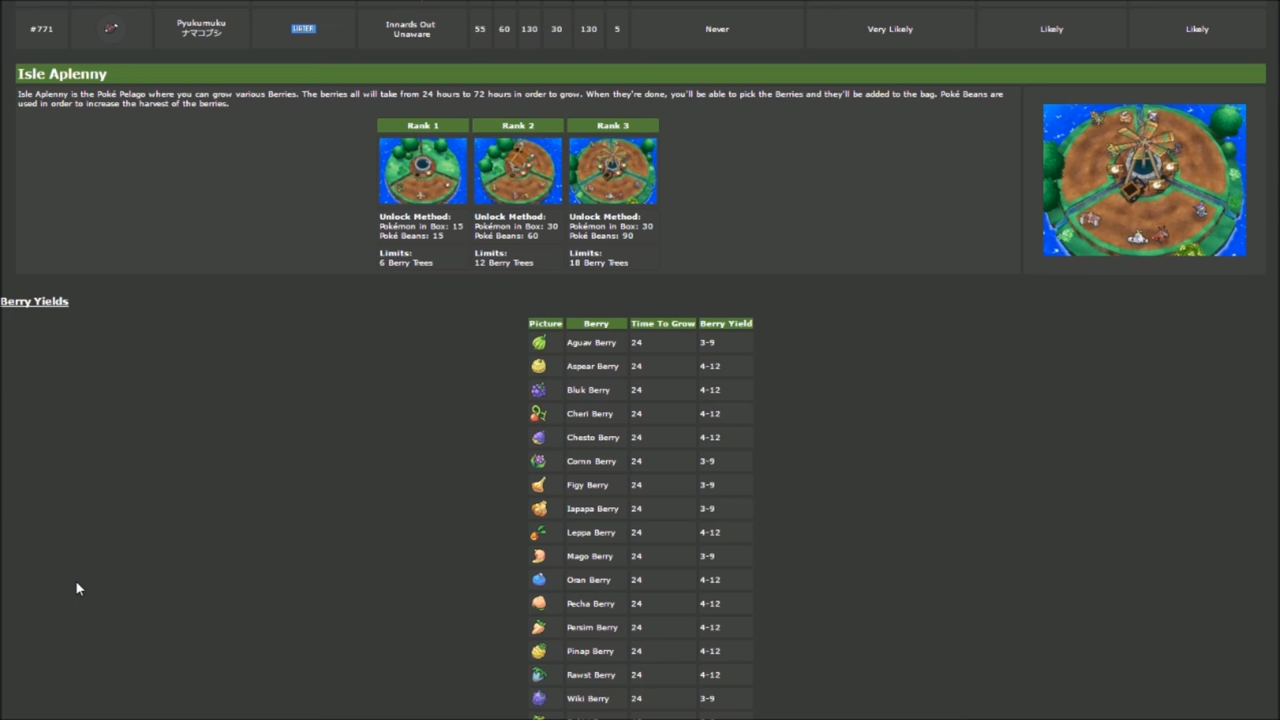 #771 Pyukumuku ナマコブシ WATER Innards Out Unaware 55 60 130 30 130 5 Never Very Likely Likely Likely
Isle Aplenny
Isle Aplenny is the Poké Pelago where you can grow various Berries. The berries all will take from 24 hours to 72 hours in order to grow. When they're done, you'll be able to pick the Berries and they'll be added to the bag. Poké Beans are
used in order to increase the harvest of the berries.
Rank 1 Rank 2 Rank 3
Unlock Method: Unlock Method: Unlock Method:
Pokémon in Box: 15 Pokémon in Box: 30 Pokémon in Box: 30
Poké Beans: 15 Poké Beans: 60 Poké Beans: 90
Limits: Limits: Limits:
6 Berry Trees 12 Berry Trees 18 Berry Trees
Berry Yields
Picture Berry Time To Grow Berry Yield
Aguav Berry 24 3-9
Aspear Berry 24 4-12
Bluk Berry 24 4-12
Cheri Berry 24 4-12
Chesto Berry 24 4-12
Cornn Berry 24 3-9
Figy Berry 24 3-9
Iapapa Berry 24 3-9
Leppa Berry 24 4-12
Mago Berry 24 3-9
Oran Berry 24 4-12
Pecha Berry 24 4-12
Persim Berry 24 4-12
Pinap Berry 24 4-12
Rawst Berry 24 4-12
Wiki Berry 24 3-9